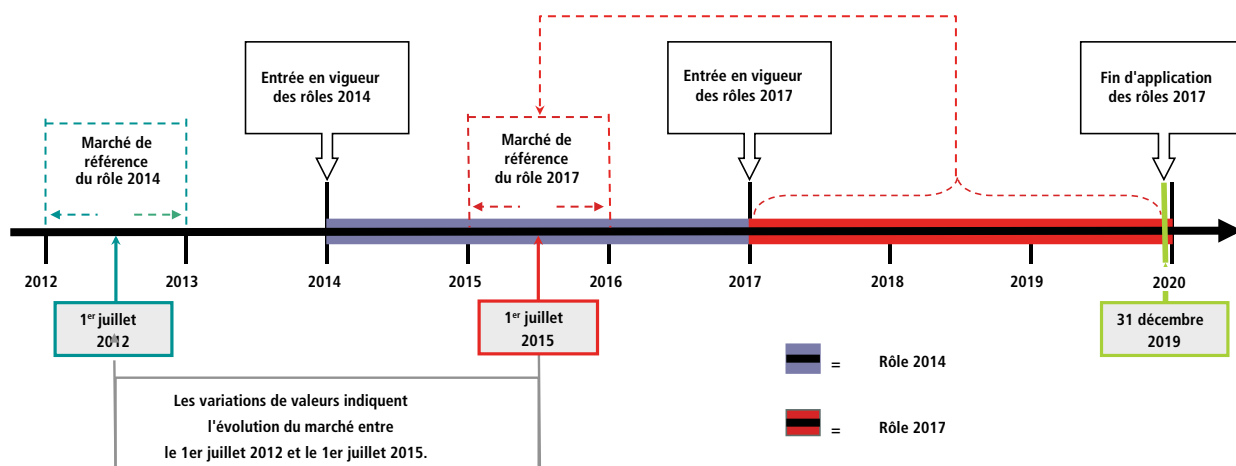 Entrée en vigueur
des rôles 2014
Entrée en vigueur
des rôles 2017
Fin d'application
des rôles 2017
Marché de
référence
du rôle 2014
Marché de
référence
du rôle 2017
2012
2013
2014
2015
2016
2017
2018
2019
2020
1er juillet
2012
1er juillet
2015
31 décembre
2019
= Rôle 2014
= Rôle 2017
Les variations de valeurs indiquent
l'évolution du marché entre
le 1er juillet 2012 et le 1er juillet 2015.